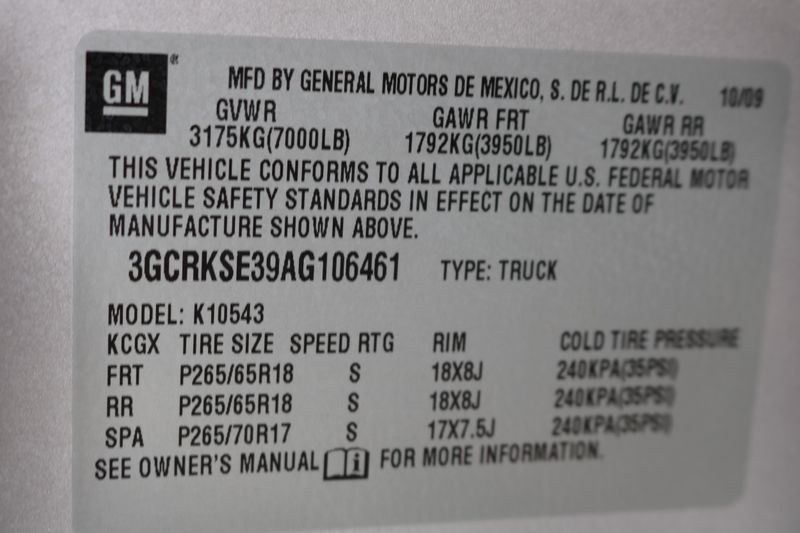 GM®
MFD BY GENERAL MOTORS DE MEXICO, S. DE R.L. DE C.V. 10/09
GVWR GAWR FRT GAWR RR
3175KG(7000LB) 1792KG(3950LB) 1792KG(3950LB)
THIS VEHICLE CONFORMS TO ALL APPLICABLE U.S. FEDERAL MOTOR
VEHICLE SAFETY STANDARDS IN EFFECT ON THE DATE OF
MANUFACTURE SHOWN ABOVE.
3GCRKSE39AG106461 TYPE: TRUCK
MODEL: K10543
KCGX TIRE SIZE SPEED RTG RIM COLD TIRE PRESSURE
FRT P265/65R18 S 18X8J 240KPA(35PSI)
RR P265/65R18 S 18X8J 240KPA(35PSI)
SPA P265/70R17 S 17X7.5J 240KPA(35PSI)
SEE OWNER'S MANUAL i FOR MORE INFORMATION.